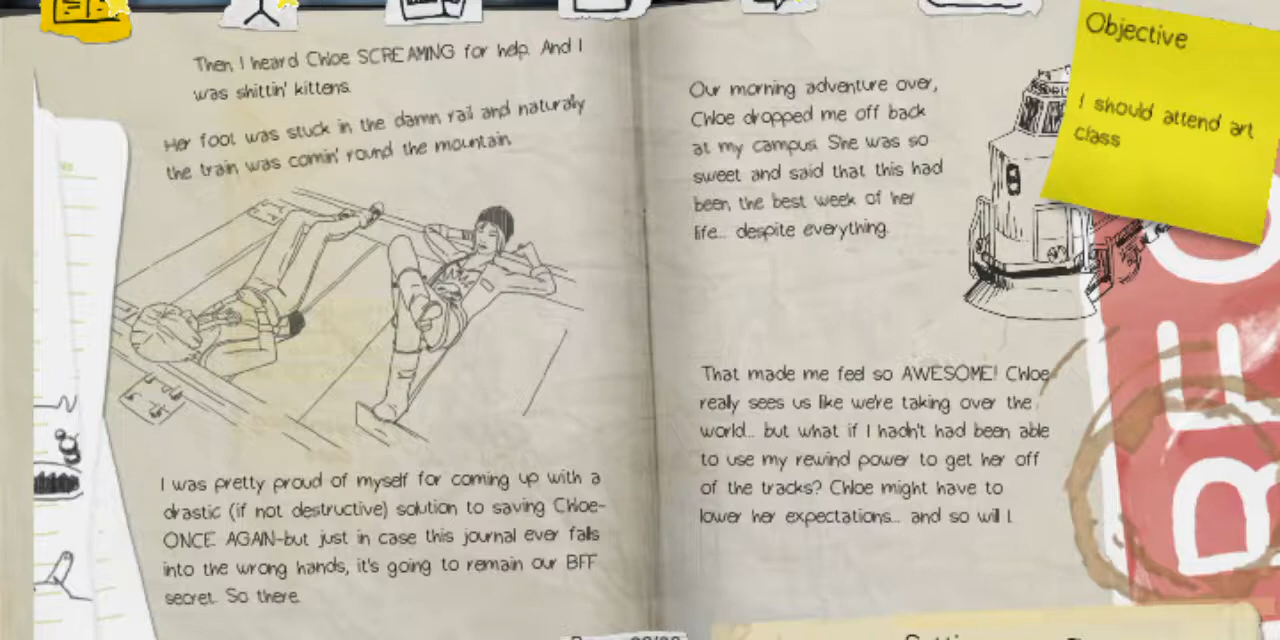 Then I heard Chloe SCREAMING for help. And I
was shittin' kittens.
Her foot was stuck in the damn rail and naturally
the train was comin' round the mountain.
I was pretty proud of myself for coming up with a
drastic (if not destructive) solution to saving Chloe-
ONCE AGAIN-but just in case this journal ever falls
into the wrong hands, it's going to remain our BFF
secret. So there.
Our morning adventure over,
Chloe dropped me off back
at my campus. She was so
sweet and said that this had
been the best week of her
life... despite everything.
That made me feel so AWESOME! Chloe
really sees us like we're taking over the
world... but what if I hadn't had been able
to use my rewind power to get her off
of the tracks? Chloe might have to
lower her expectations... and so will I.
Objective
I should attend art
class